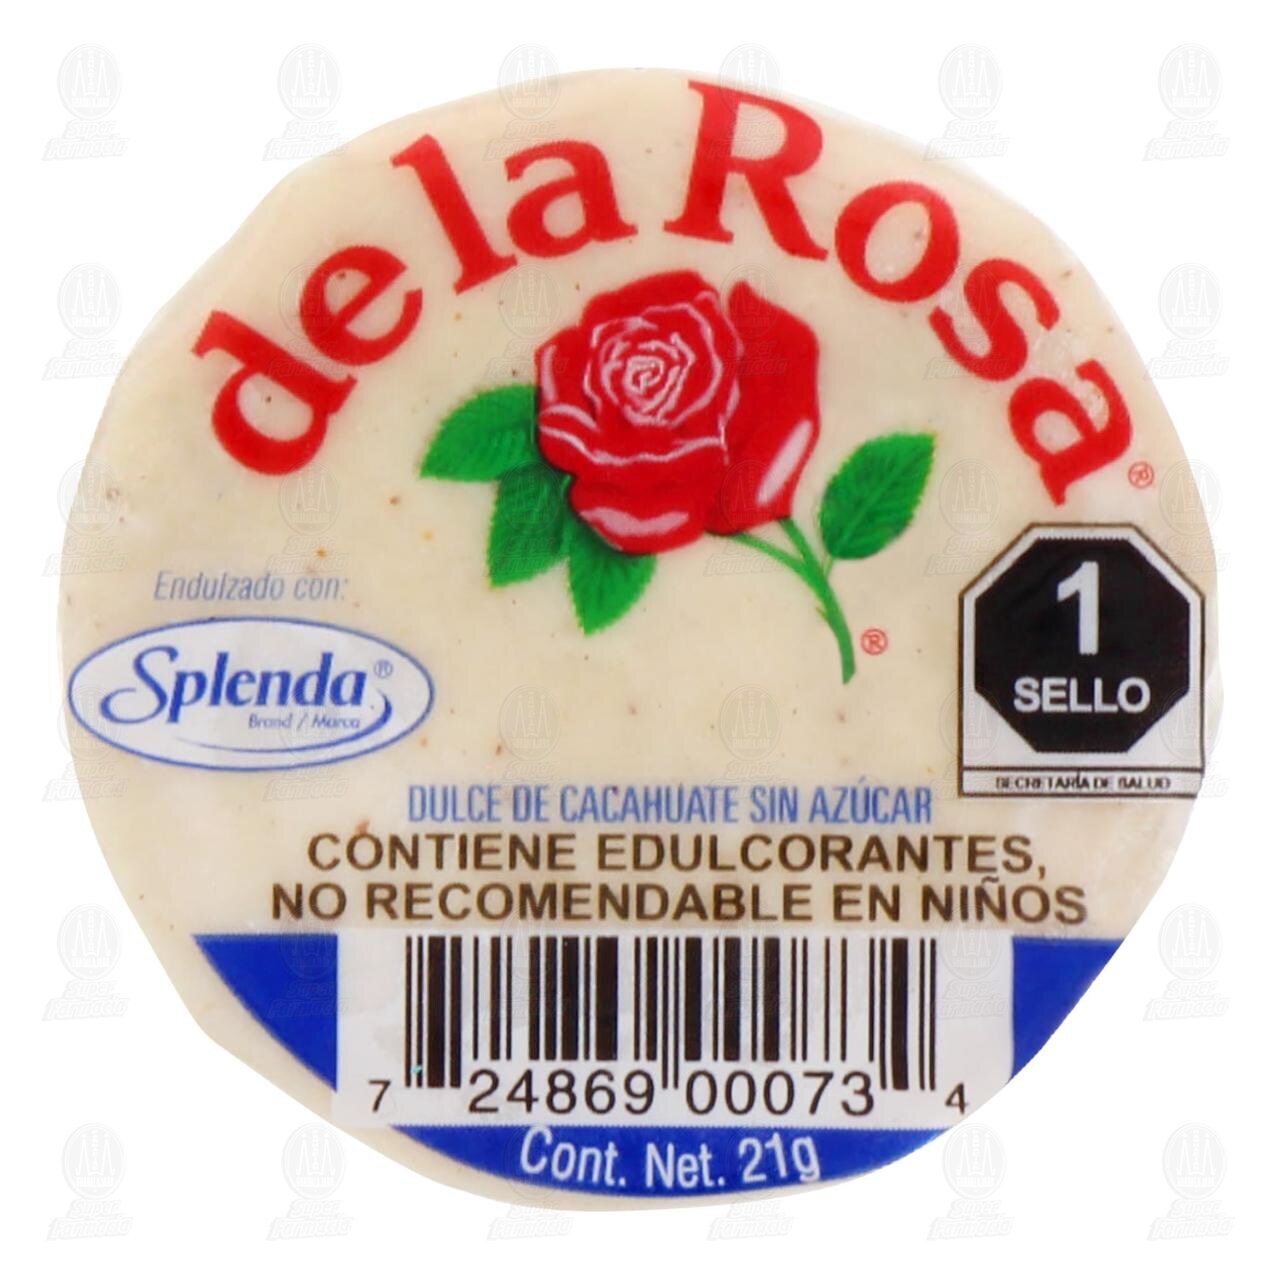 de la Rosa®
®
1
SELLO
SECRETARÍA DE SALUD
Endulzado con:
Splenda®
Brand / Marca
DULCE DE CACAHUATE SIN AZÚCAR
CONTIENE EDULCORANTES,
NO RECOMENDABLE EN NIÑOS
7 24869 00073 4
Cont. Net. 21g